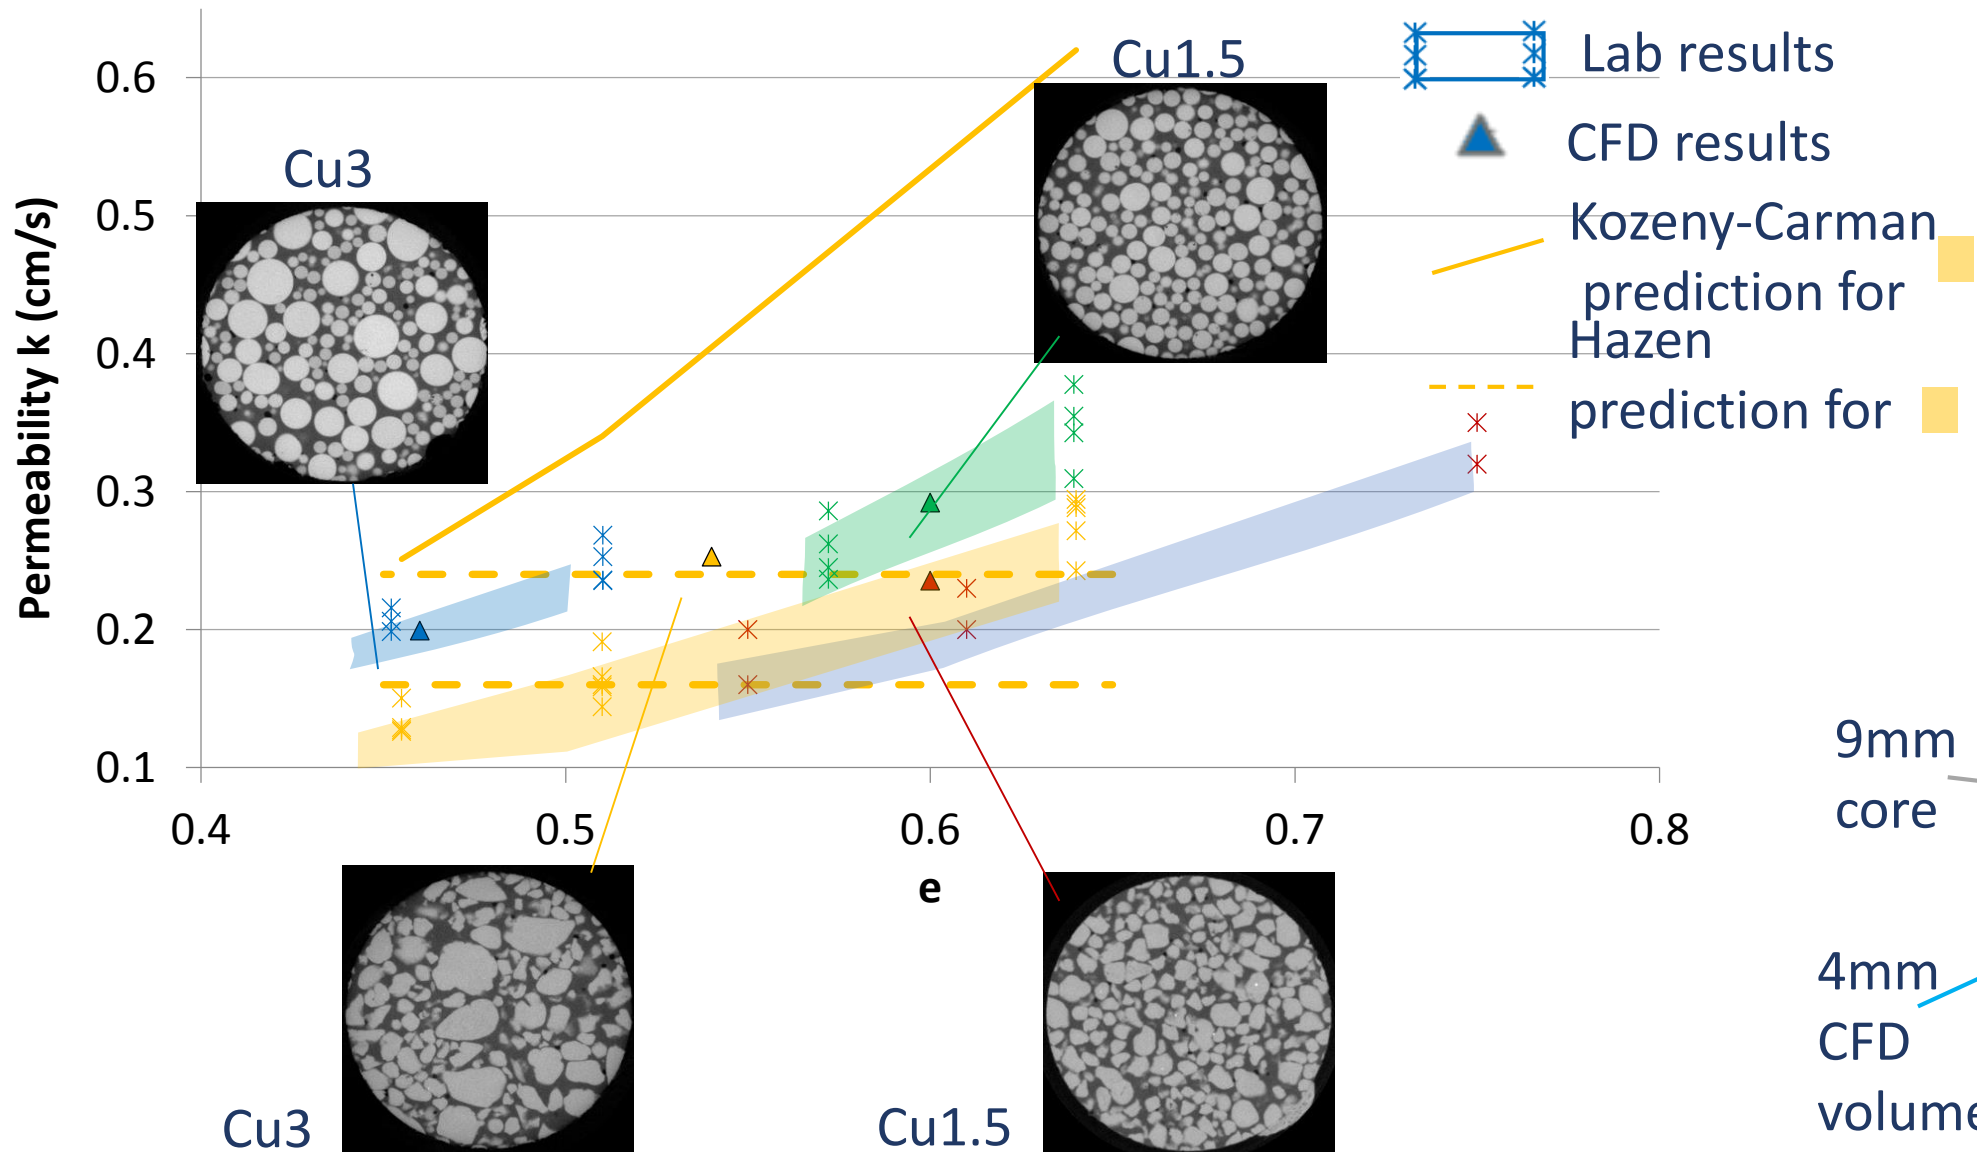 Cu1.5
Lab results
0.6
CFD results
Cu3
Kozeny-Carman
prediction for
0.5
Hazen
prediction for
0.4
Permeability k (cm/s)
0.3
0.2
0.1
0.4
0.5
0.6
0.7
0.8
e
9mm
core
4mm
CFD
volume
Cu3
Cu1.5